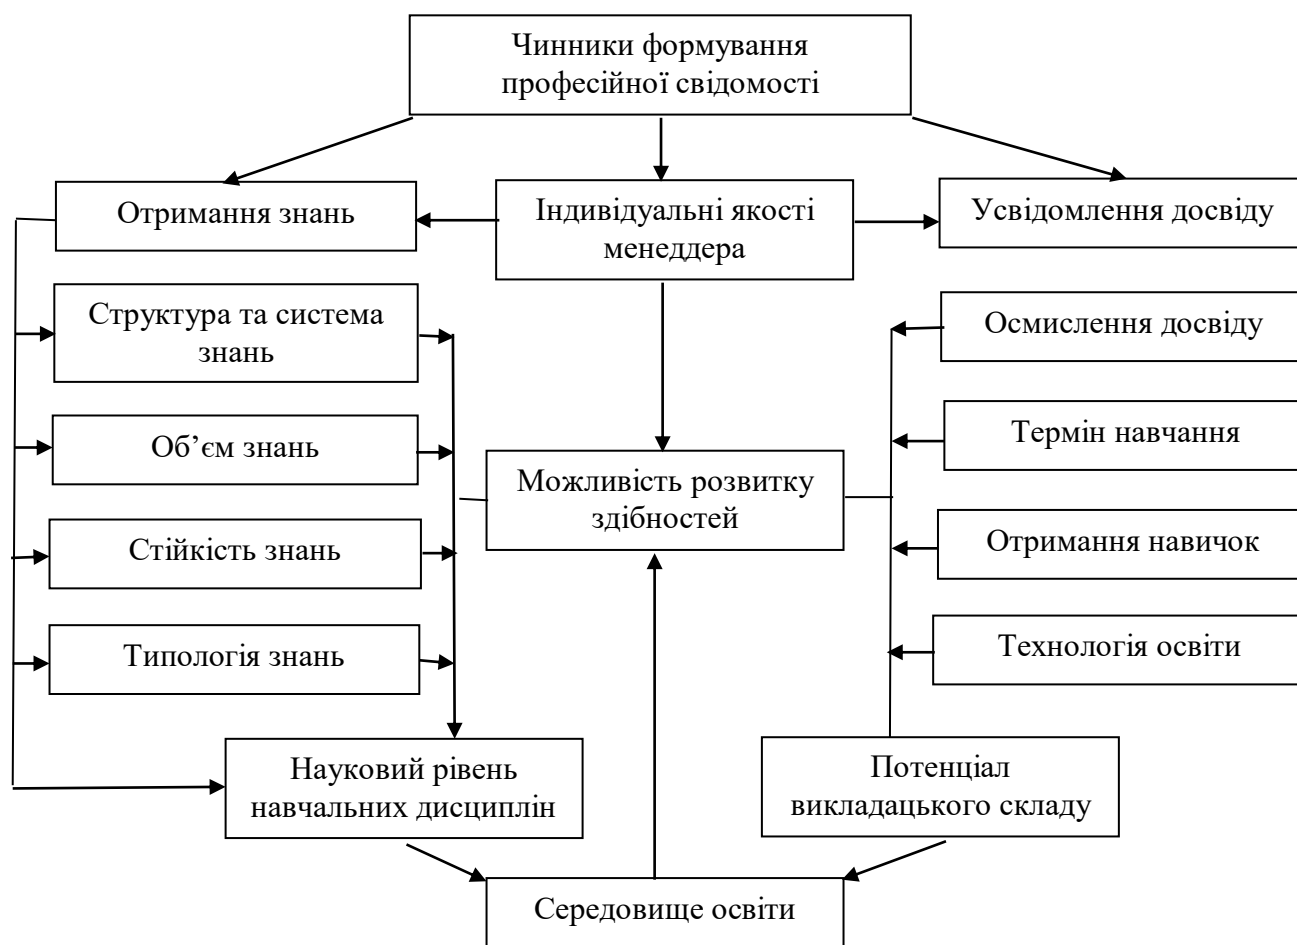 Чинники формування
професійної свідомості
Отримання знань
Індивідуальні якості
менеддера
Усвідомлення досвіду
Структура та система
знань
Осмислення досвіду
Об’єм знань
Термін навчання
Можливість розвитку
здібностей
Стійкість знань
Отримання навичок
Типологія знань
Технологія освіти
Науковий рівень
навчальних дисциплін
Потенціал
викладацького складу
Середовище освіти